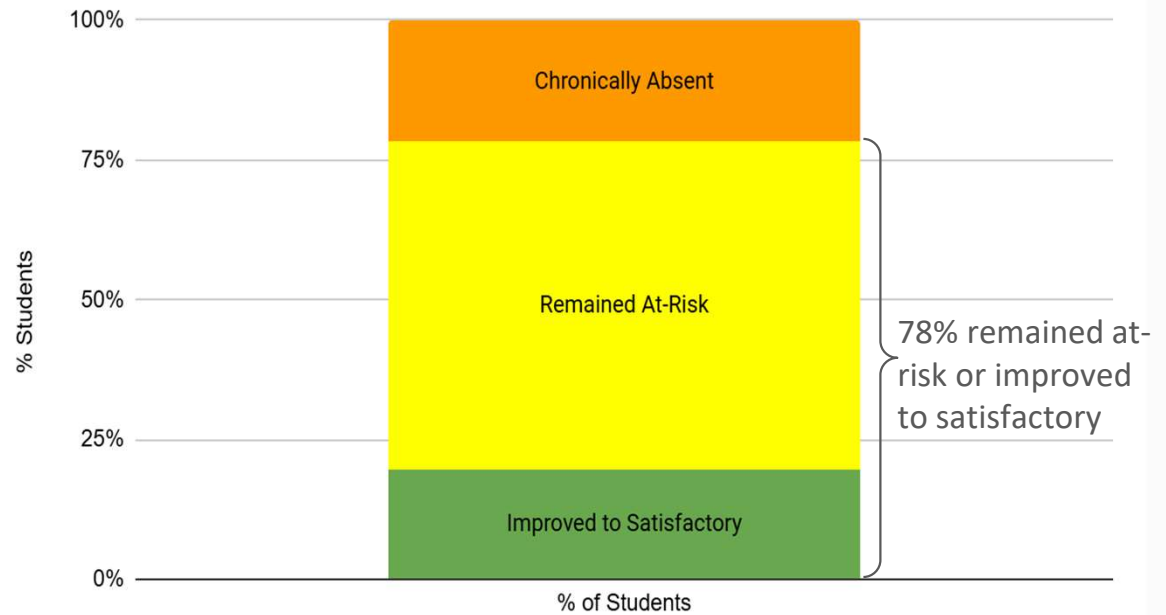 100%
Chronically Absent
75%
Remained At-Risk
50%
% Students
78% remained at-
risk or improved
to satisfactory
25%
Improved to Satisfactory
0%
% of Students